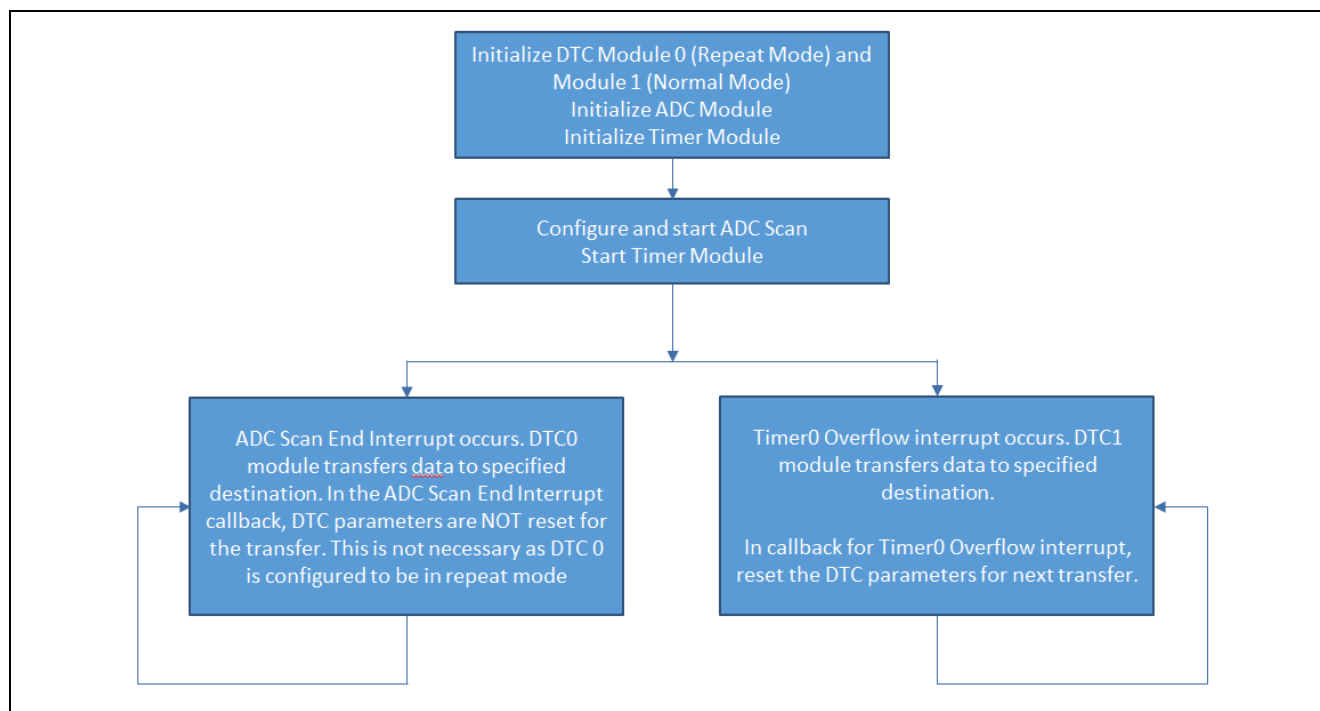 Initialize DTC Module 0 (Repeat Mode) and
Module 1 (Normal Mode)
Initialize ADC Module
Initialize Timer Module
Configure and start ADC Scan
Start Timer Module
ADC Scan End Interrupt occurs. DTC0
module transfers data to specified
destination. In the ADC Scan End Interrupt
callback, DTC parameters are NOT reset for
the transfer. This is not necessary as DTC 0
is configured to be in repeat mode
Timer0 Overflow interrupt occurs. DTC1
module transfers data to specified
destination.
In callback for Timer0 Overflow interrupt,
reset the DTC parameters for next transfer.